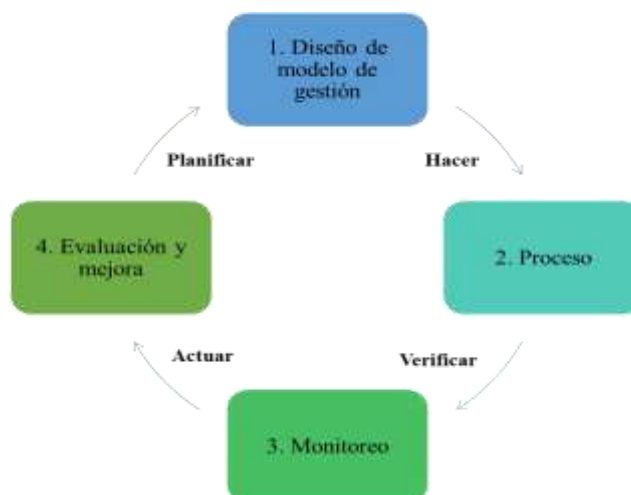 1. Diseño de
modelo de
gestión
Planificar
Hacer
4. Evaluación y
mejora
2. Proceso
Actuar
Verificar
3. Monitoreo